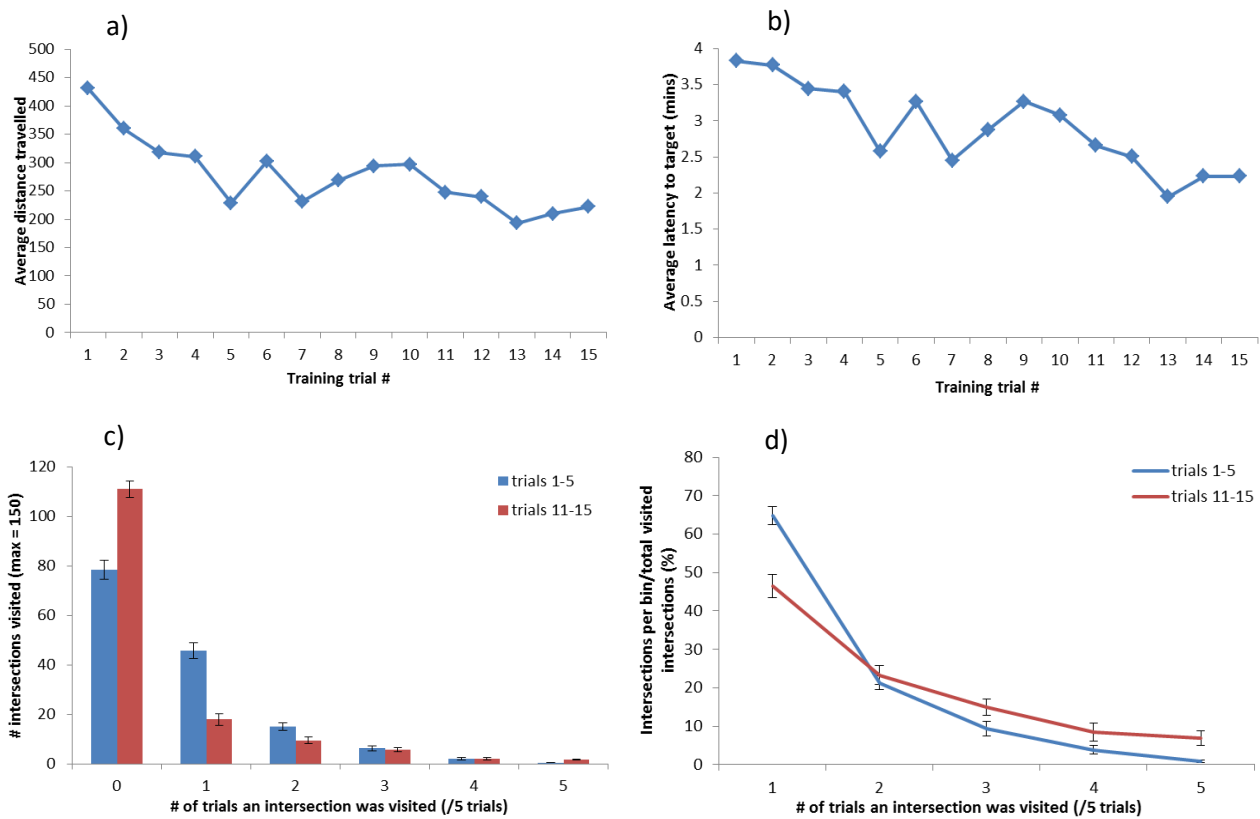 a)
500
450
400
350
300
250
200
150
100
50
0
Average distance travelled
1 2 3 4 5 6 7 8 9 10 11 12 13 14 15
Training trial #
b)
4
3.5
3
2.5
2
1.5
1
0.5
0
Average latency to target (mins)
1 2 3 4 5 6 7 8 9 10 11 12 13 14 15
Training trial #
c)
120
100
80
60
40
20
0
# intersections visited (max = 150)
trials 1-5
trials 11-15
0 1 2 3 4 5
# of trials an intersection was visited (/5 trials)
d)
80
70
60
50
40
30
20
10
0
Intersections per bin/total visited
intersections (%)
trials 1-5
trials 11-15
1 2 3 4 5
# of trials an intersection was visited (/5 trials)